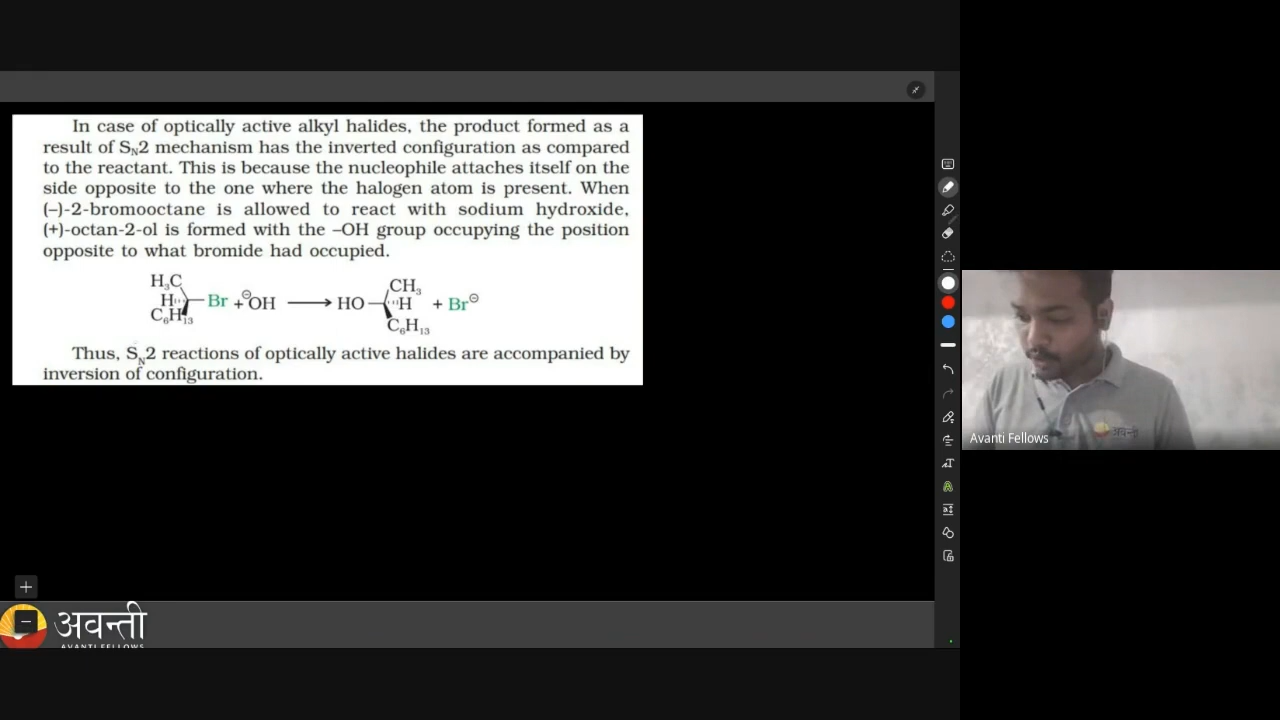 In case of optically active alkyl halides, the product formed as a
result of SN2 mechanism has the inverted configuration as compared
to the reactant. This is because the nucleophile attaches itself on the
side opposite to the one where the halogen atom is present. When
(–)-2-bromooctane is allowed to react with sodium hydroxide,
(+)-octan-2-ol is formed with the –OH group occupying the position
opposite to what bromide had occupied.
H3C CH3
H Br + ⊖OH ⟶ HO H + Br⊖
C6H13 C6H13
Thus, SN2 reactions of optically active halides are accompanied by
inversion of configuration.
Avanti Fellows
अवन्ती
अवन्ती
AVANTI FELLOWS